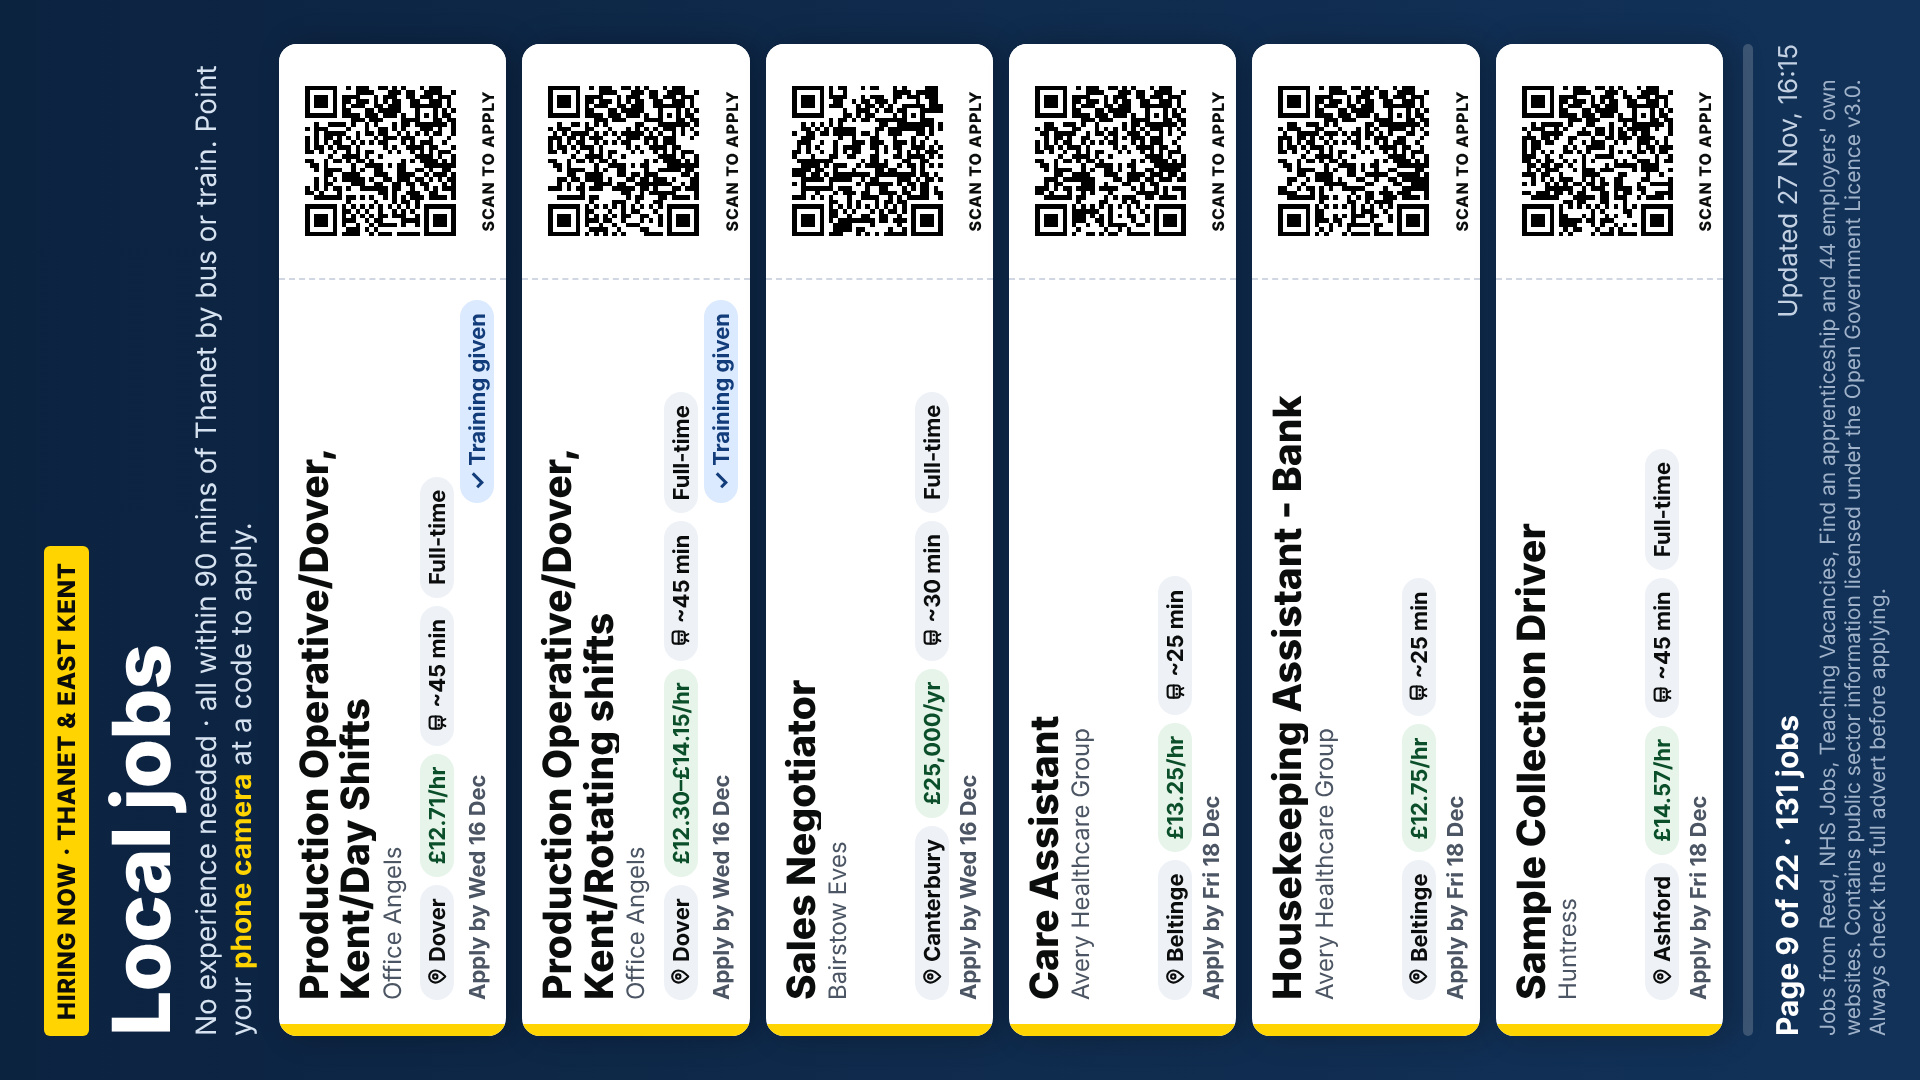 HIRING NOW · THANET & EAST KENT
Local jobs
No experience needed · all within 90 mins of Thanet by bus or train. Point
your phone camera at a code to apply.
Production Operative/Dover,
Kent/Day Shifts
Office Angels
Dover
£12.71/hr
~45 min
Full-time
✓ Training given
Apply by Wed 16 Dec
SCAN TO APPLY
Production Operative/Dover,
Kent/Rotating shifts
Office Angels
Dover
£12.30–£14.15/hr
~45 min
Full-time
✓ Training given
Apply by Wed 16 Dec
SCAN TO APPLY
Sales Negotiator
Bairstow Eves
Canterbury
£25,000/yr
~30 min
Full-time
Apply by Wed 16 Dec
SCAN TO APPLY
Care Assistant
Avery Healthcare Group
Beltinge
£13.25/hr
~25 min
Apply by Fri 18 Dec
SCAN TO APPLY
Housekeeping Assistant - Bank
Avery Healthcare Group
Beltinge
£12.75/hr
~25 min
Apply by Fri 18 Dec
SCAN TO APPLY
Sample Collection Driver
Huntress
Ashford
£14.57/hr
~45 min
Full-time
Apply by Fri 18 Dec
SCAN TO APPLY
Page 9 of 22 · 131 jobs
Updated 27 Nov, 16:15
Jobs from Reed, NHS Jobs, Teaching Vacancies, Find an apprenticeship and 44 employers' own
websites. Contains public sector information licensed under the Open Government Licence v3.0.
Always check the full advert before applying.